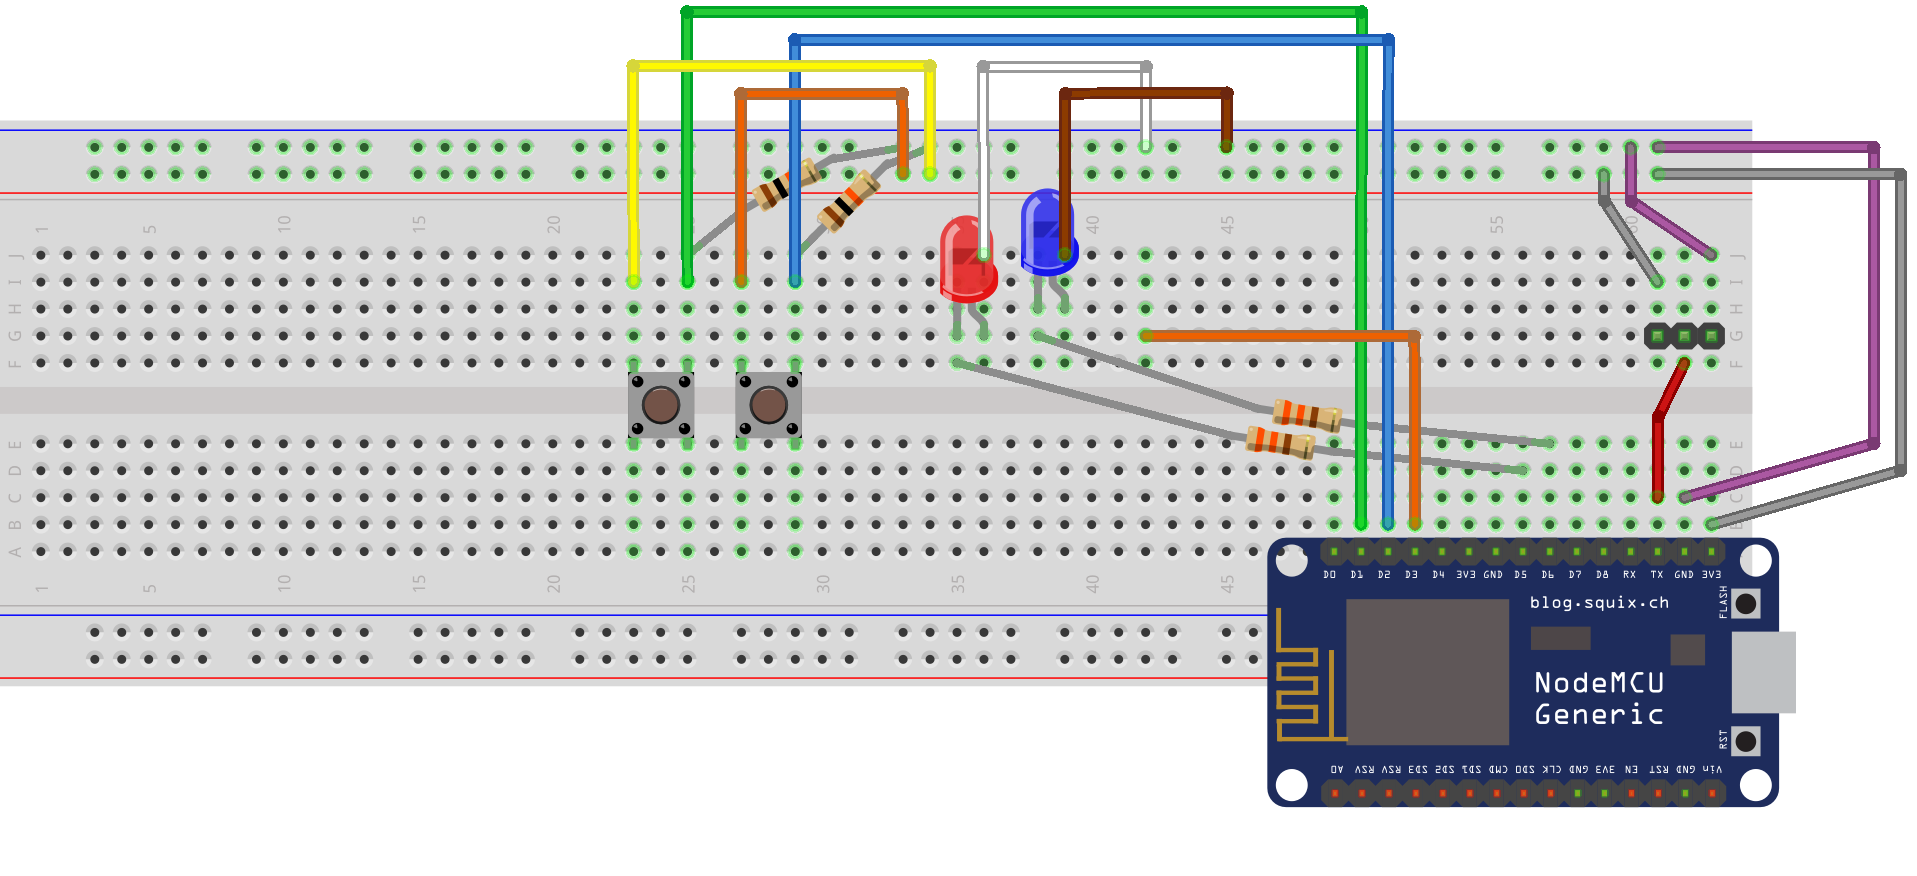 1 5 10 15 20 25 30 35 40 45 50 55 60
J J
I I
H H
G G
F F
E E
D D
C C
B B
A
1 5 10 15 20 25 30 35 40 45
D0 D1 D2 D3 D4 3V3 GND D5 D6 D7 D8 RX TX GND 3V3
blog.squix.ch
FLASH
NodeMCU
Generic
RST
A0 RSV RSV SD3 SD2 SD1 CMD SD0 CLK GND 3V3 EN RST GND Vin